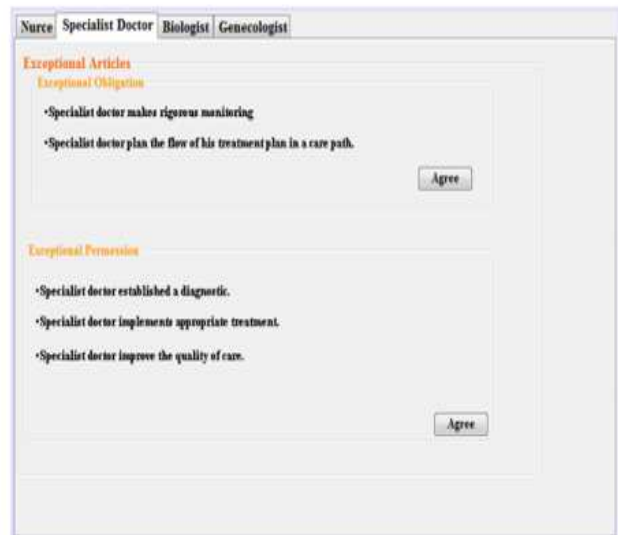 Nurce Specialist Doctor Biologist Genecologist
Exceptional Articles
Exceptional Obligation
•Specialist doctor makes rigorous monitoring
•Specialist doctor plan the flow of his treatment plan in a care path.
Agree
Exceptional Permession
•Specialist doctor established a diagnostic.
•Specialist doctor implements appropriate treatment.
•Specialist doctor improve the quality of care.
Agree